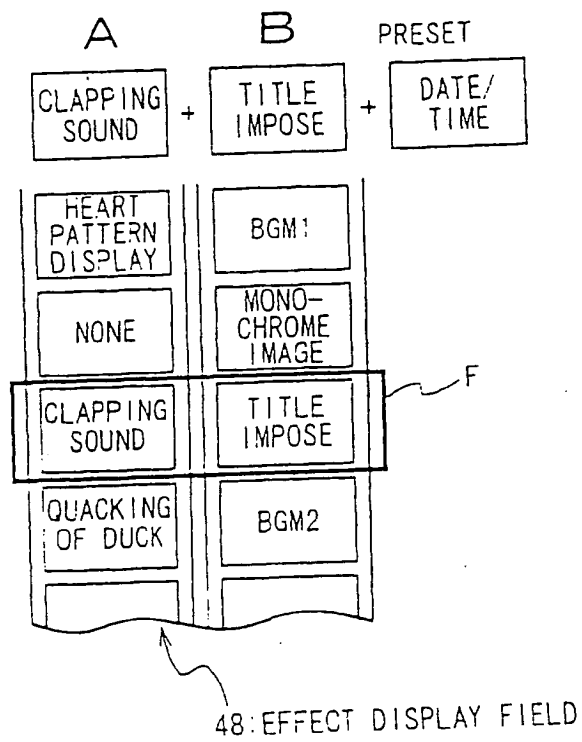 A B PRESET
CLAPPING
SOUND
+
TITLE
IMPOSE
+
DATE/
TIME
HEART
PATTERN
DISPLAY
BGM1
NONE
MONO-
CHROME
IMAGE
CLAPPING
SOUND
TITLE
IMPOSE
F
QUACKING
OF DUCK
BGM2
48:EFFECT DISPLAY FIELD